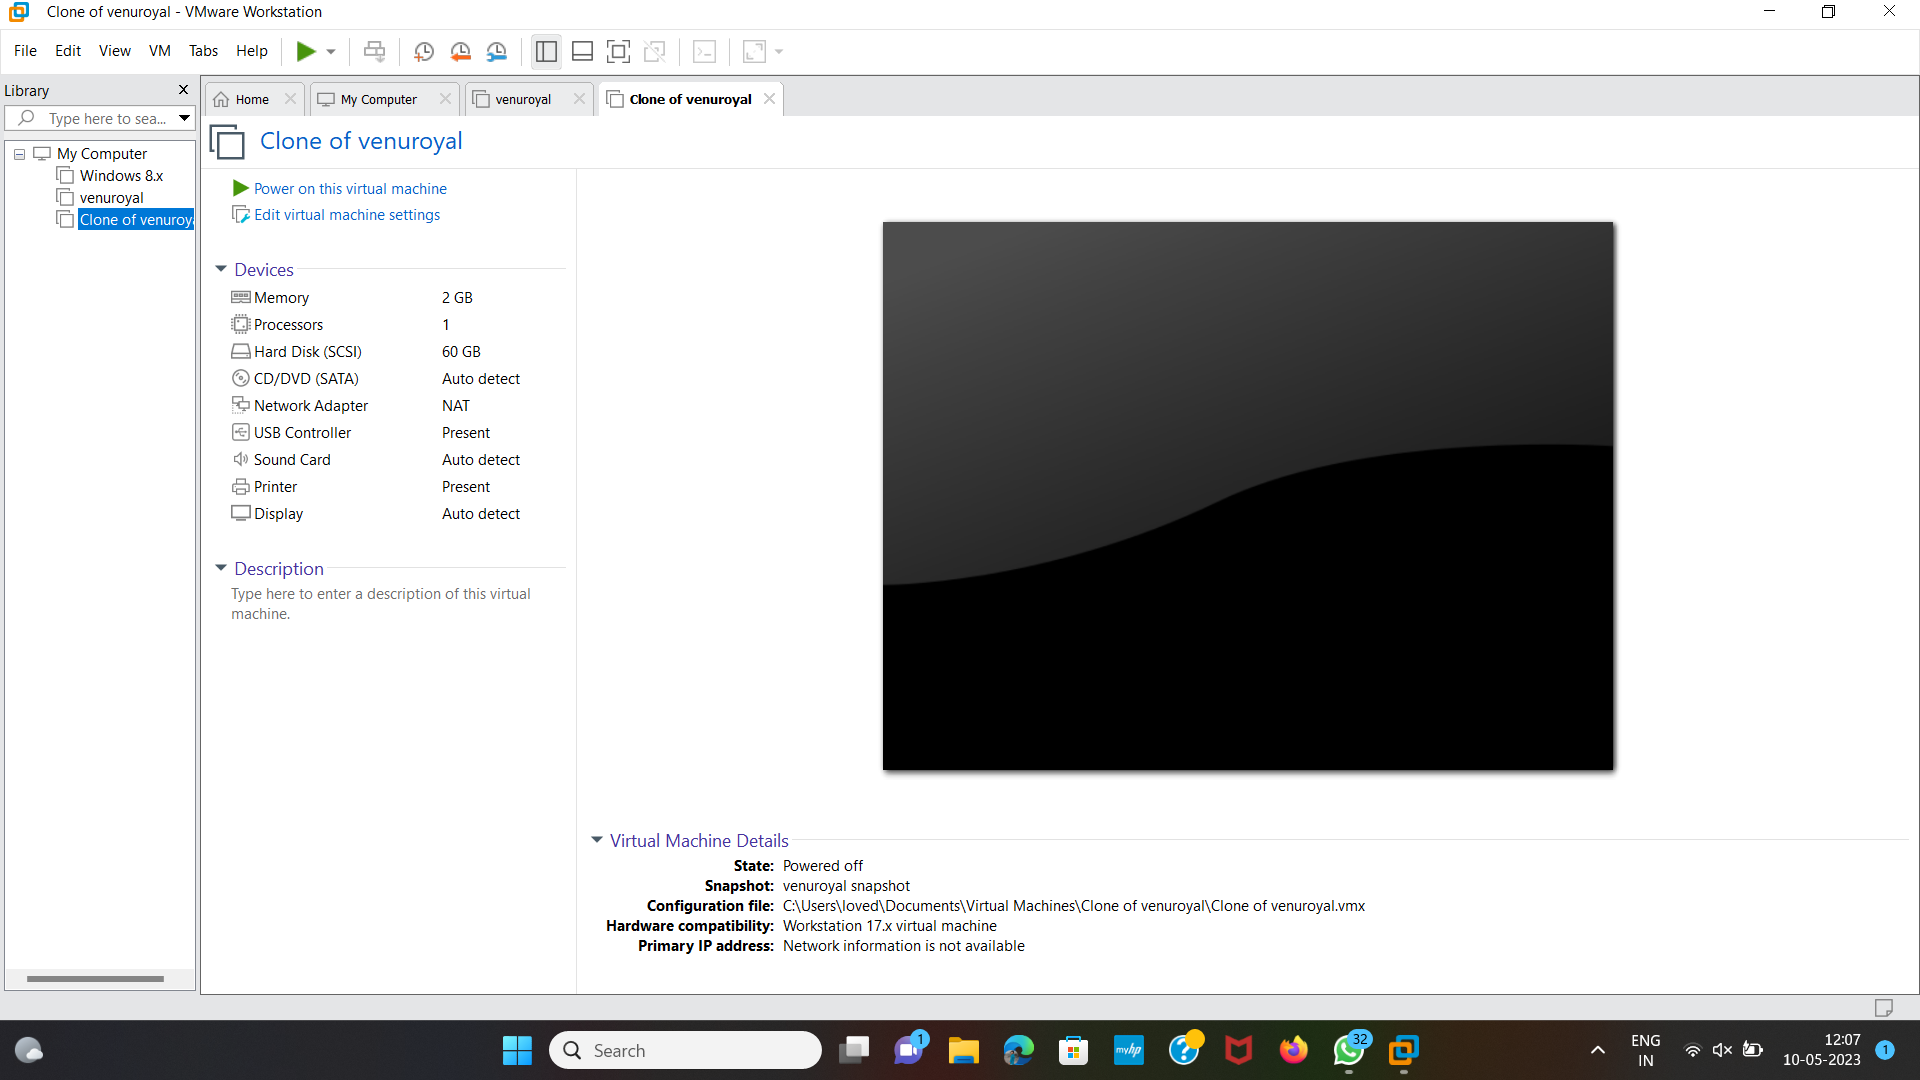 Clone of venuroyal - VMware Workstation
File Edit View VM Tabs Help
Library
Type here to sea...
My Computer
Windows 8.x
venuroyal
Clone of venuroya
Home
My Computer
venuroyal
Clone of venuroyal
Clone of venuroyal
Power on this virtual machine
Edit virtual machine settings
Devices
Memory 2 GB
Processors 1
Hard Disk (SCSI) 60 GB
CD/DVD (SATA) Auto detect
Network Adapter NAT
USB Controller Present
Sound Card Auto detect
Printer Present
Display Auto detect
Description
Type here to enter a description of this virtual
machine.
Virtual Machine Details
State: Powered off
Snapshot: venuroyal snapshot
Configuration file: C:\Users\loved\Documents\Virtual Machines\Clone of venuroyal\Clone of venuroyal.vmx
Hardware compatibility: Workstation 17.x virtual machine
Primary IP address: Network information is not available
Search
1
myhp
32
ENG
IN
12:07
10-05-2023
1